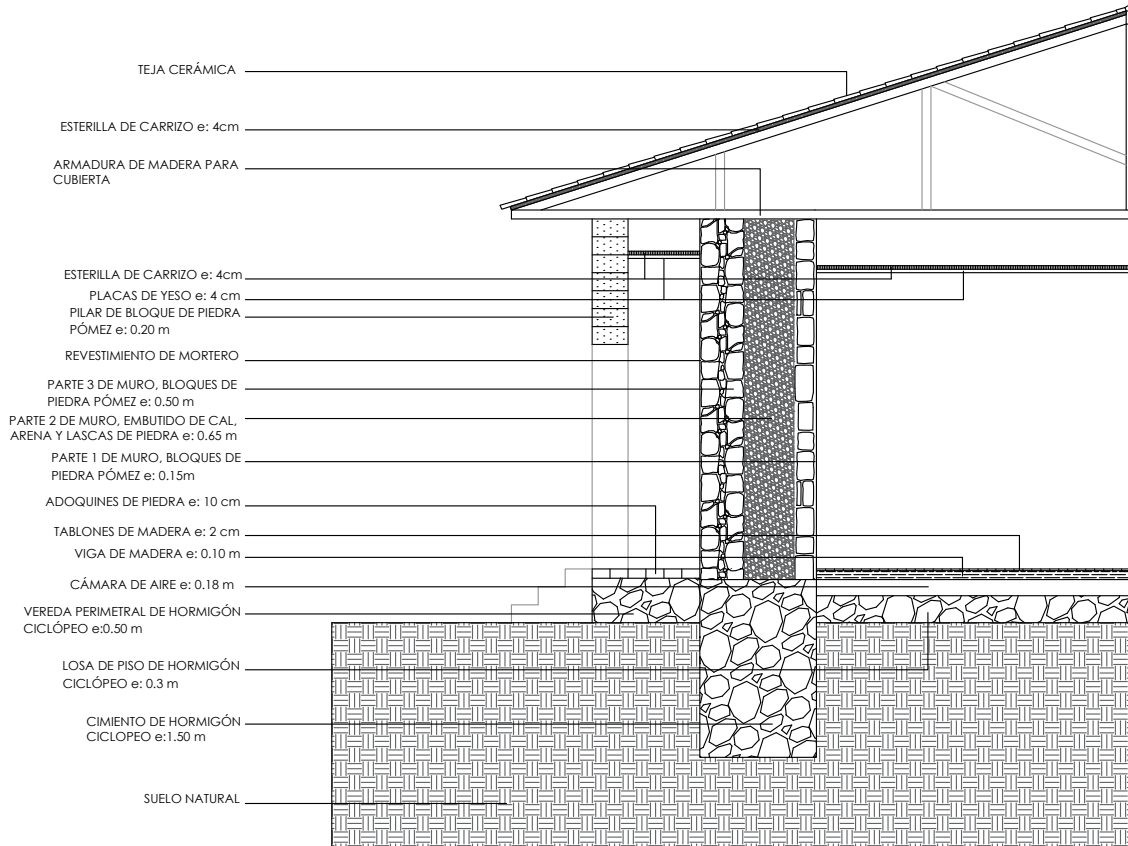 TEJA CERÁMICA
ESTERILLA DE CARRIZO e: 4cm
ARMADURA DE MADERA PARA
CUBIERTA
ESTERILLA DE CARRIZO e: 4cm
PLACAS DE YESO e: 4 cm
PILAR DE BLOQUE DE PIEDRA
PÓMEZ e: 0.20 m
REVESTIMIENTO DE MORTERO
PARTE 3 DE MURO, BLOQUES DE
PIEDRA PÓMEZ e: 0.50 m
PARTE 2 DE MURO, EMBUTIDO DE CAL,
ARENA Y LASCAS DE PIEDRA e: 0.65 m
PARTE 1 DE MURO, BLOQUES DE
PIEDRA PÓMEZ e: 0.15m
ADOQUINES DE PIEDRA e: 10 cm
TABLONES DE MADERA e: 2 cm
VIGA DE MADERA e: 0.10 m
CÁMARA DE AIRE e: 0.18 m
VEREDA PERIMETRAL DE HORMIGÓN
CICLÓPEO e:0.50 m
LOSA DE PISO DE HORMIGÓN
CICLÓPEO e: 0.3 m
CIMIENTO DE HORMIGÓN
CICLOPEO e:1.50 m
SUELO NATURAL